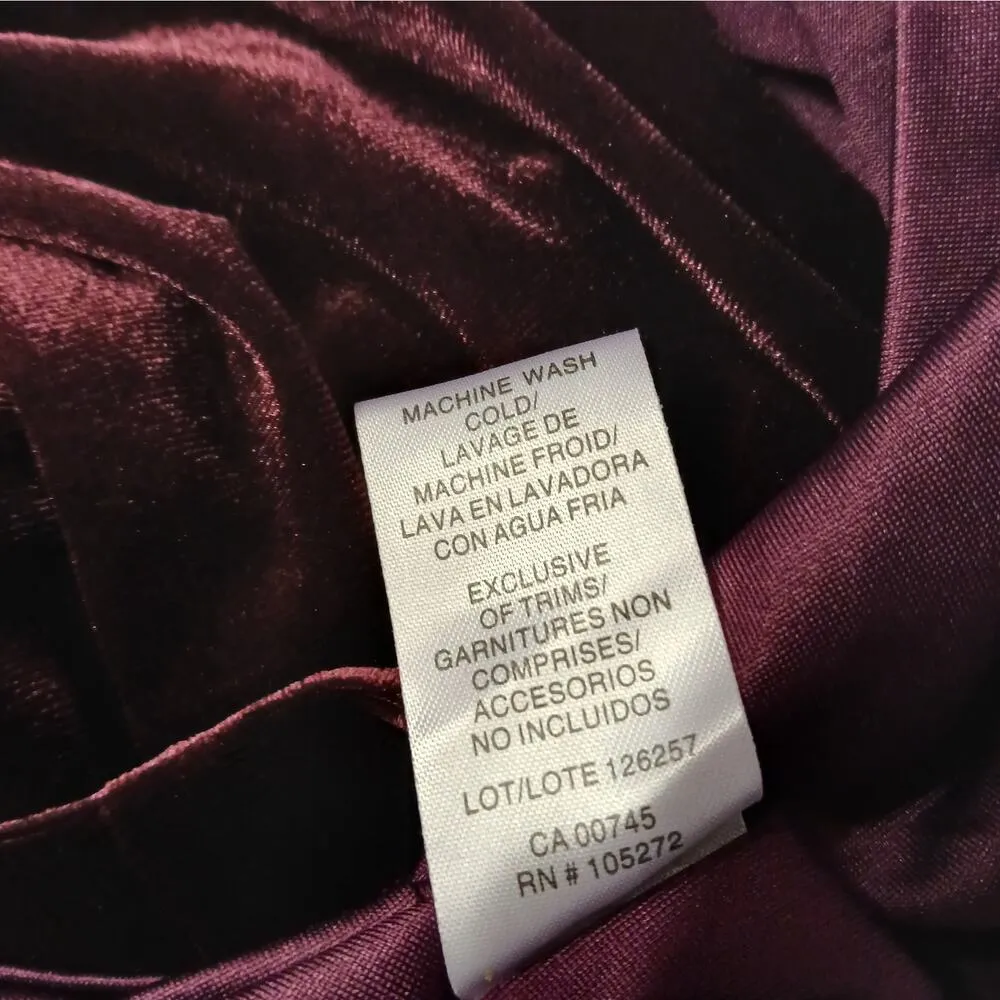 MACHINE WASH
COLD/
LAVAGE DE
MACHINE FROID/
LAVA EN LAVADORA
CON AGUA FRIA
EXCLUSIVE
OF TRIMS/
GARNITURES NON
COMPRISES/
ACCESORIOS
NO INCLUIDOS
LOT/LOTE 126257
CA 00745
RN # 105272